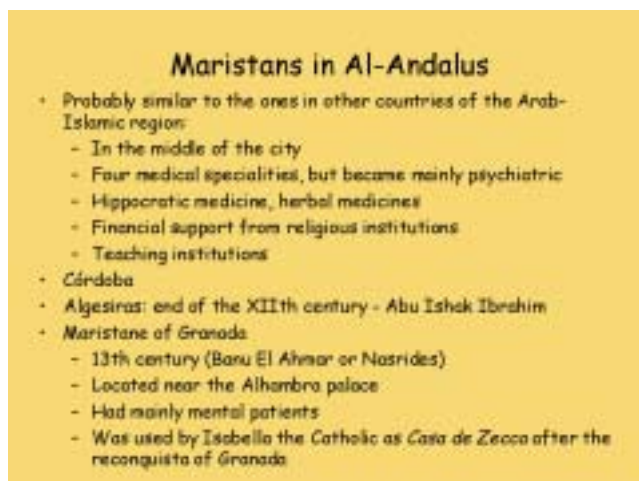 Maristans in Al-Andalus
• Probably similar to the ones in other countries of the Arab-
Islamic region:
- In the middle of the city
- Four medical specialities, but became mainly psychiatric
- Hippocratic medicine, herbal medicines
- Financial support from religious institutions
- Teaching institutions
• Córdoba
• Algesiras: end of the XIIth century - Abu Ishak Ibrahim
• Maristane of Granada
- 13th century (Banu El Ahmar or Nasrides)
- Located near the Alhambra palace
- Had mainly mental patients
- Was used by Isabella the Catholic as Casa de Zecca after the
reconquista of Granada